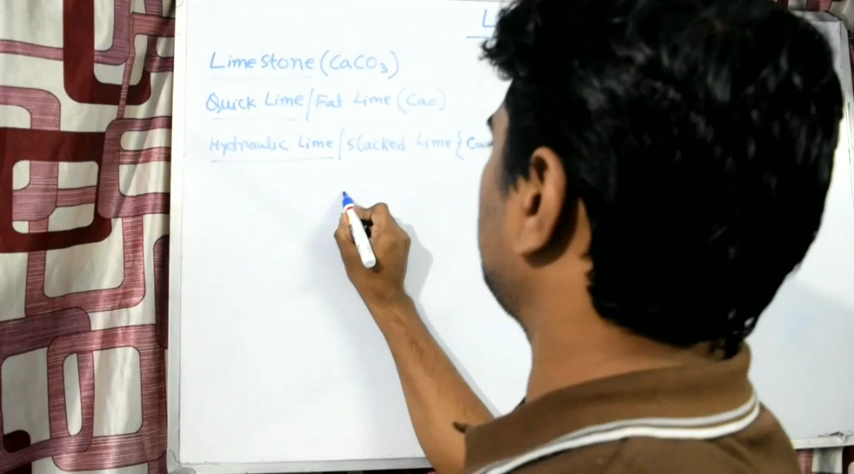 L
Lime Stone (CaCO3)
Quick Lime/Fat Lime (Cao)
Hydraulic Lime/Slacked Lime {Ca